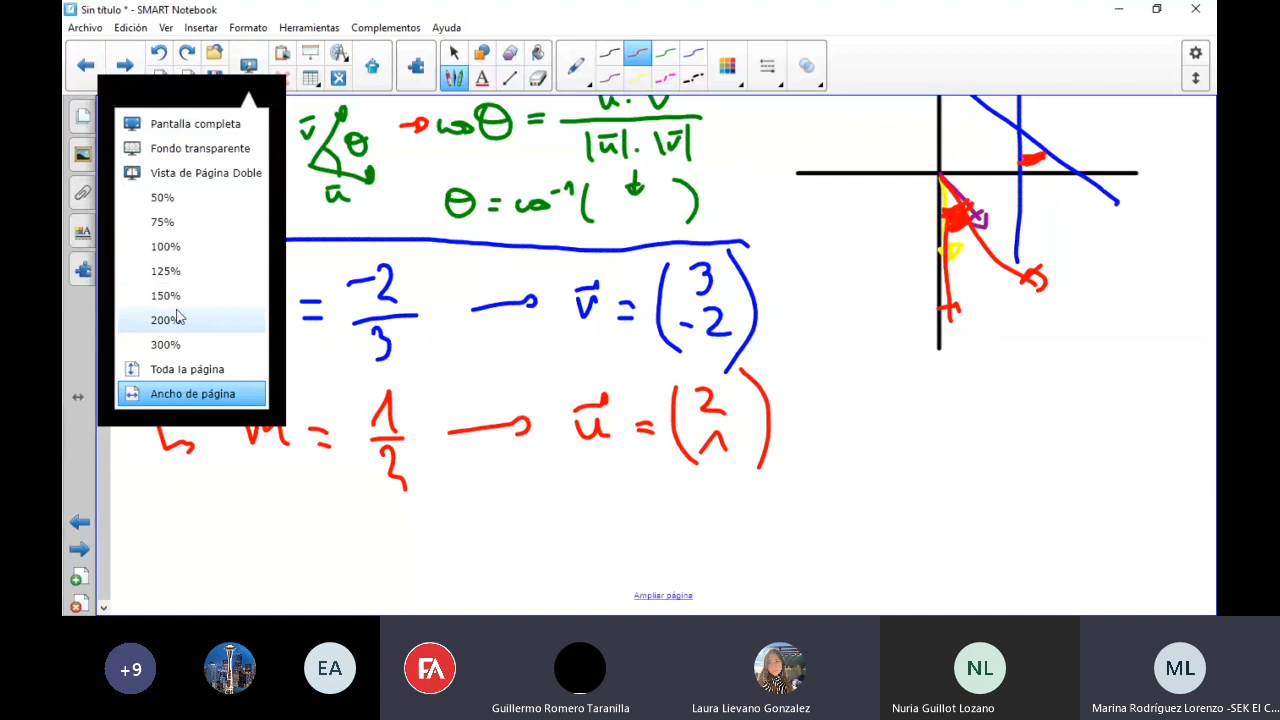 Sin título * - SMART Notebook
Archivo Edición Ver Insertar Formato Herramientas Complementos Ayuda
Pantalla completa
Fondo transparente
Vista de Página Doble
50%
75%
100%
125%
150%
200%
300%
Toda la página
Ancho de página
v̄ θ ū
→ cos θ = u · v / |ū| · |v̄|
θ = cos⁻¹( )
= -2/3 → v⃗ = (3 -2)
↳ m = 1/2 → u⃗ = (2 1)
Ampliar página
+9
EA
FA
NL
ML
Guillermo Romero Taranilla
Laura Lievano Gonzalez
Nuria Guillot Lozano
Marina Rodríguez Lorenzo -SEK El C...